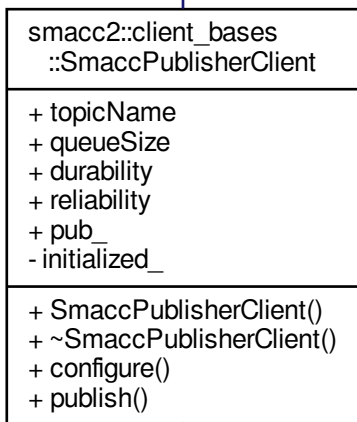 smacc2::client_bases
::SmaccPublisherClient
+ topicName
+ queueSize
+ durability
+ reliability
+ pub_
- initialized_
+ SmaccPublisherClient()
+ ~SmaccPublisherClient()
+ configure()
+ publish()